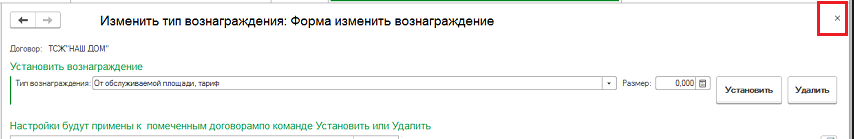 Изменить тип вознаграждения: Форма изменить вознаграждение
Договор: ТСЖ"НАШ ДОМ"
Установить вознаграждение
Тип вознаграждения: От обслуживаемой площади, тариф Размер: 0,000 Установить Удалить
Настройки будут примены к помеченным договорампо команде Установить или Удалить